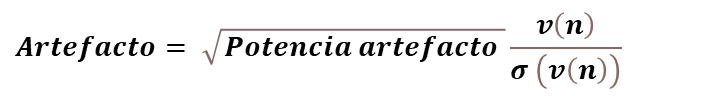 Artefacto = √Potencia artefacto v(n) / σ(v(n))